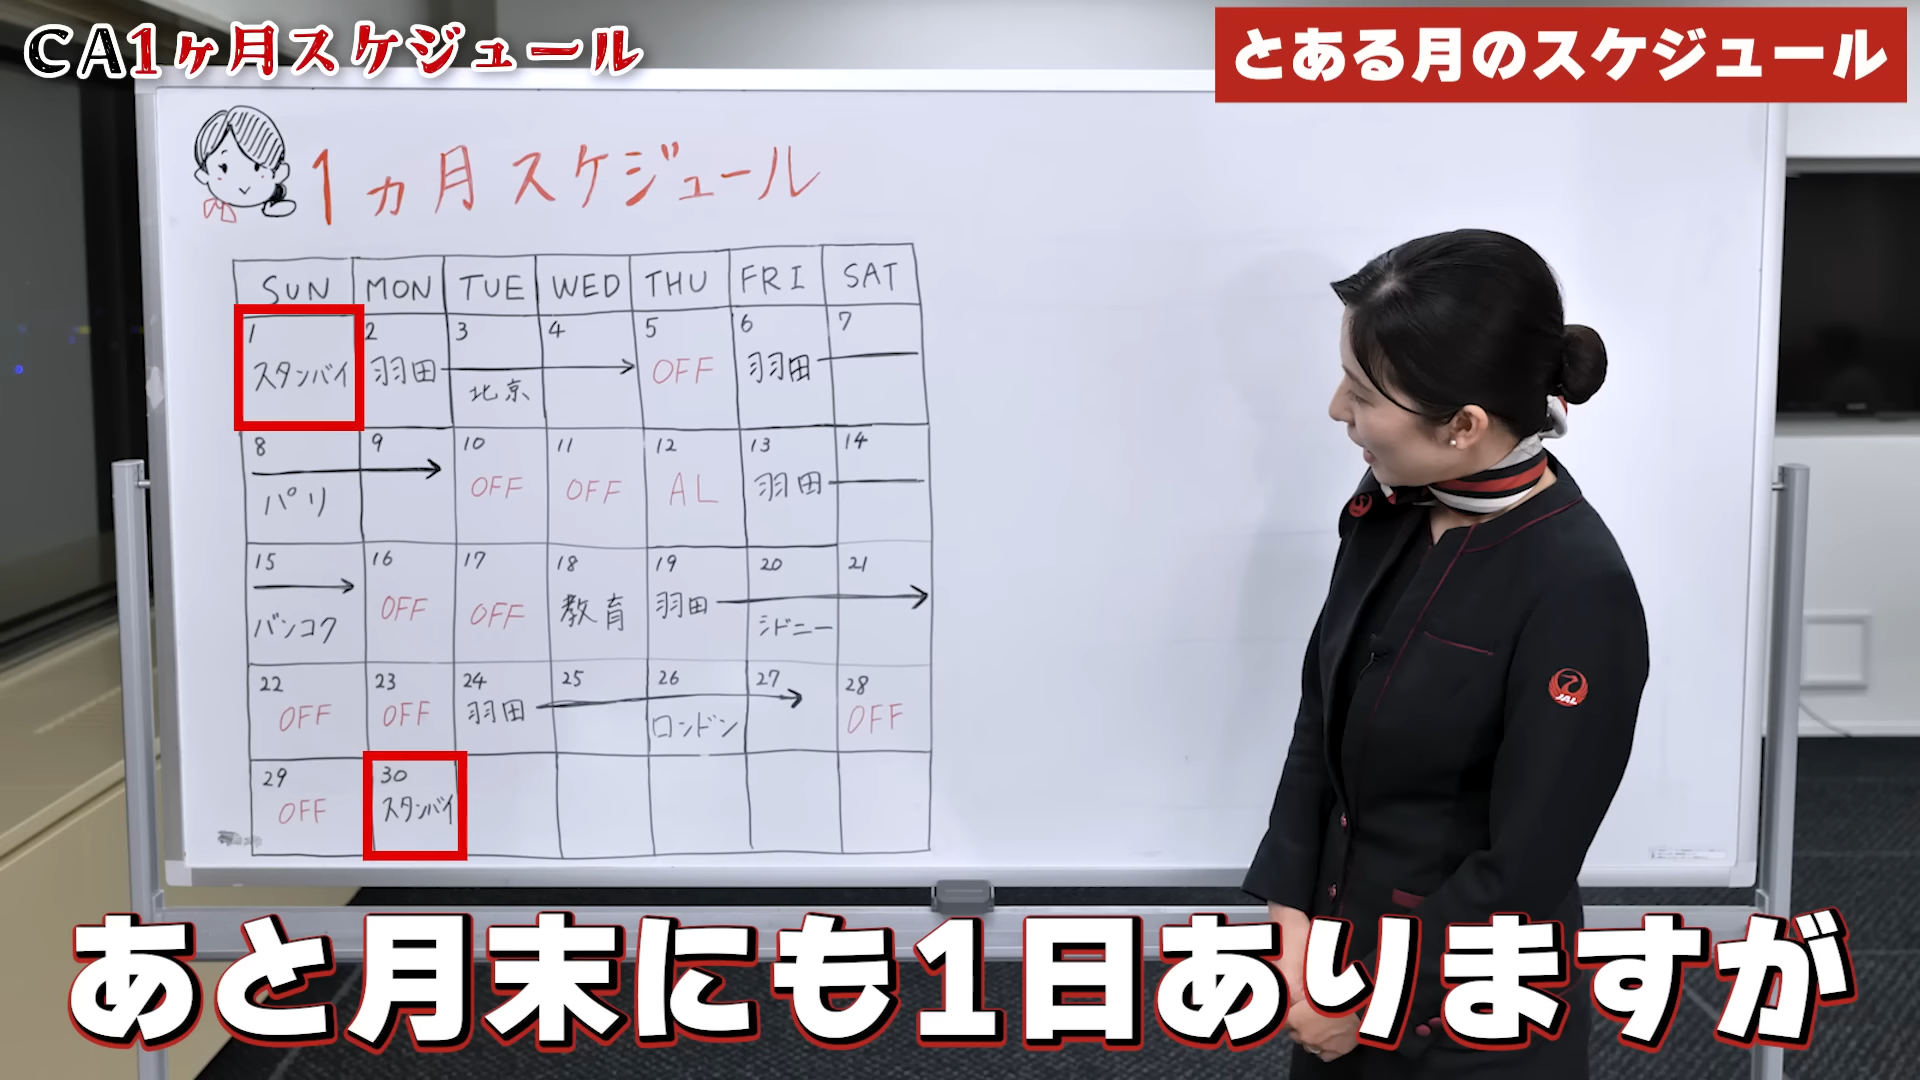 CA1ヶ月スケジュール
とある月のスケジュール
1ヵ月スケジュール
SUN MON TUE WED THU FRI SAT
1 2 3 4 5 6 7
スタンバイ 羽田 北京 OFF 羽田
8 9 10 11 12 13 14
パリ OFF OFF AL 羽田
15 16 17 18 19 20 21
バンコク OFF OFF 教育 羽田 シドニー
22 23 24 25 26 27 28
OFF OFF 羽田 ロンドン OFF
29 30
OFF スタンバイ
JAL
あと月末にも1日ありますが